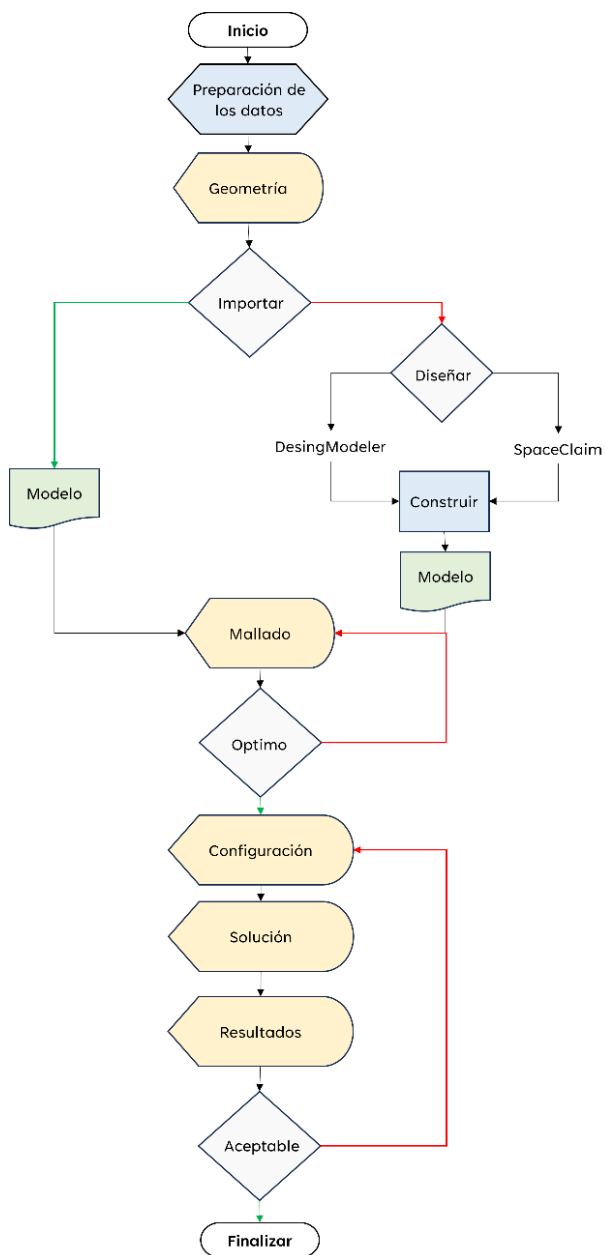 Inicio
Preparación de
los datos
Geometría
Importar
Diseñar
DesingModeler
SpaceClaim
Modelo
Construir
Modelo
Mallado
Optimo
Configuración
Solución
Resultados
Aceptable
Finalizar